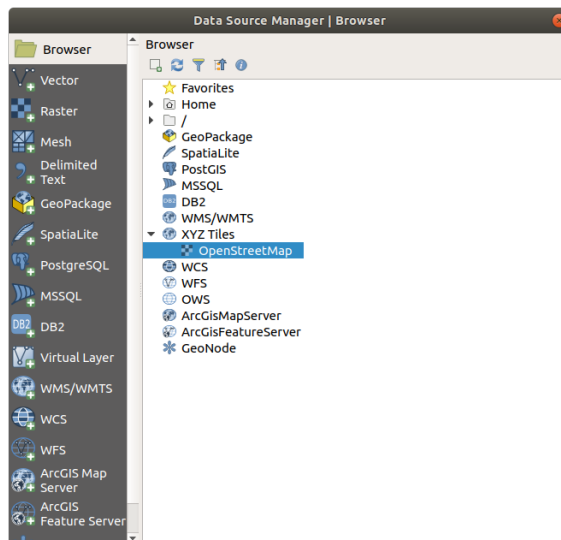 Data Source Manager | Browser
Browser
Vector
Raster
Mesh
Delimited
Text
GeoPackage
SpatiaLite
PostgreSQL
MSSQL
DB2
DB2
Virtual Layer
WMS/WMTS
WCS
WFS
ArcGIS Map
Server
ArcGIS
Feature Server
Browser
Favorites
Home
/
GeoPackage
SpatiaLite
PostGIS
MSSQL
DB2 DB2
WMS/WMTS
XYZ Tiles
OpenStreetMap
WCS
WFS
OWS
ArcGisMapServer
ArcGisFeatureServer
GeoNode